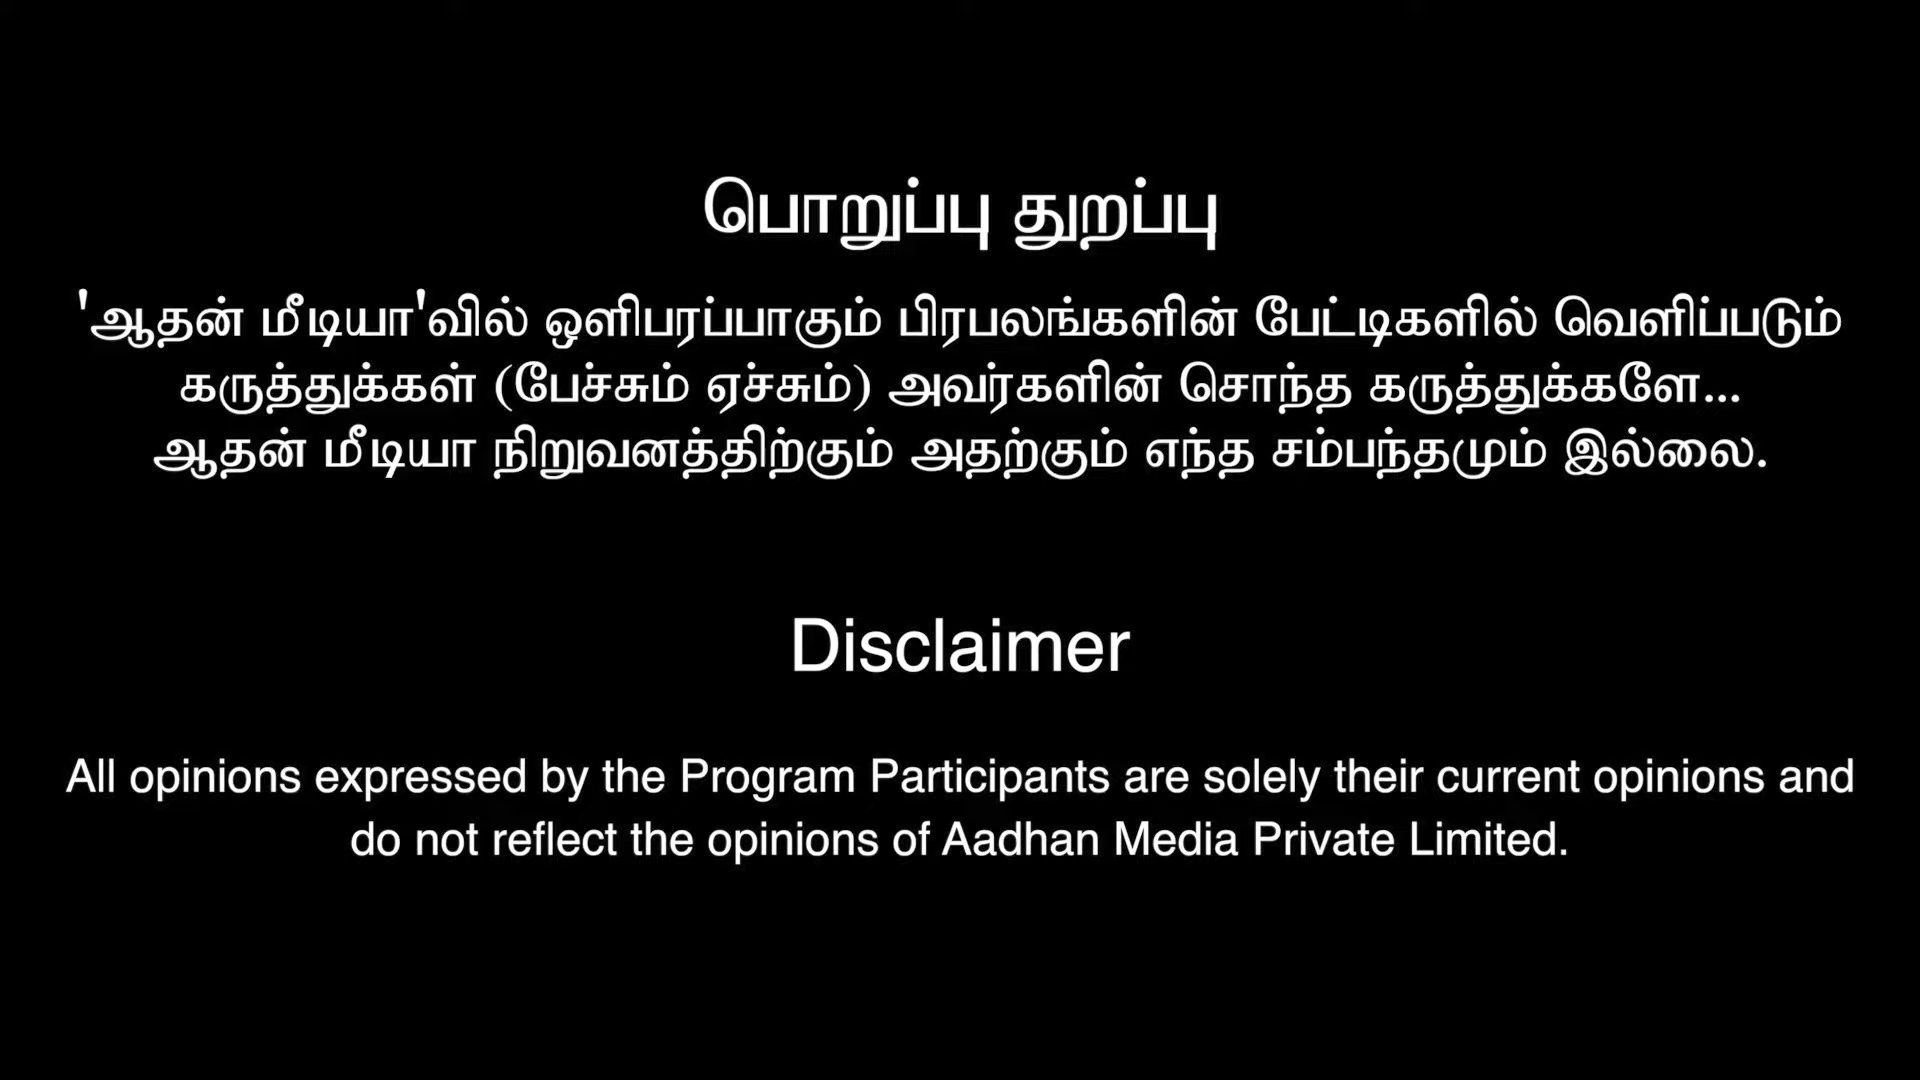 பொறுப்பு துறப்பு
'ஆதன் மீடியா'வில் ஒளிபரப்பாகும் பிரபலங்களின் பேட்டிகளில் வெளிப்படும்
கருத்துக்கள் (பேச்சும் ஏச்சும்) அவர்களின் சொந்த கருத்துக்களே...
ஆதன் மீடியா நிறுவனத்திற்கும் அதற்கும் எந்த சம்பந்தமும் இல்லை.
Disclaimer
All opinions expressed by the Program Participants are solely their current opinions and
do not reflect the opinions of Aadhan Media Private Limited.